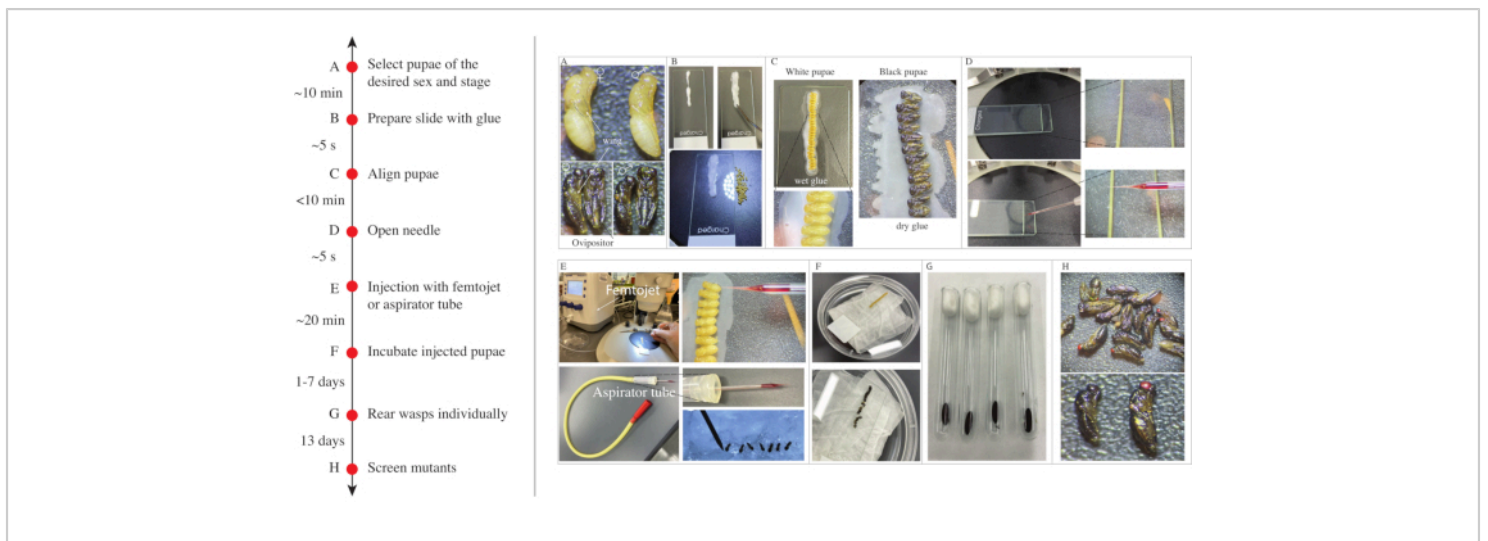 A
Select pupae of the
desired sex and stage
~10 min
B
Prepare slide with glue
~5 s
C
Align pupae
<10 min
D
Open needle
~5 s
E
Injection with femtojet
or aspirator tube
~20 min
F
Incubate injected pupae
1-7 days
G
Rear wasps individually
13 days
H
Screen mutants
A
♀
♂
wing
Ovipositor
B
Charged
Charged
Charged
C
White pupae
Black pupae
wet glue
dry glue
D
E
Femtojet
Aspirator tube
F
G
H